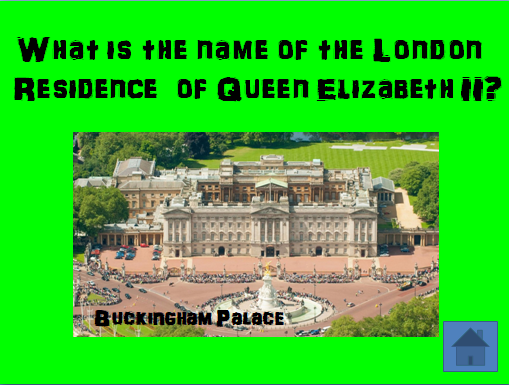 What is the name of the London
Residence of Queen Elizabeth II?
Buckingham Palace